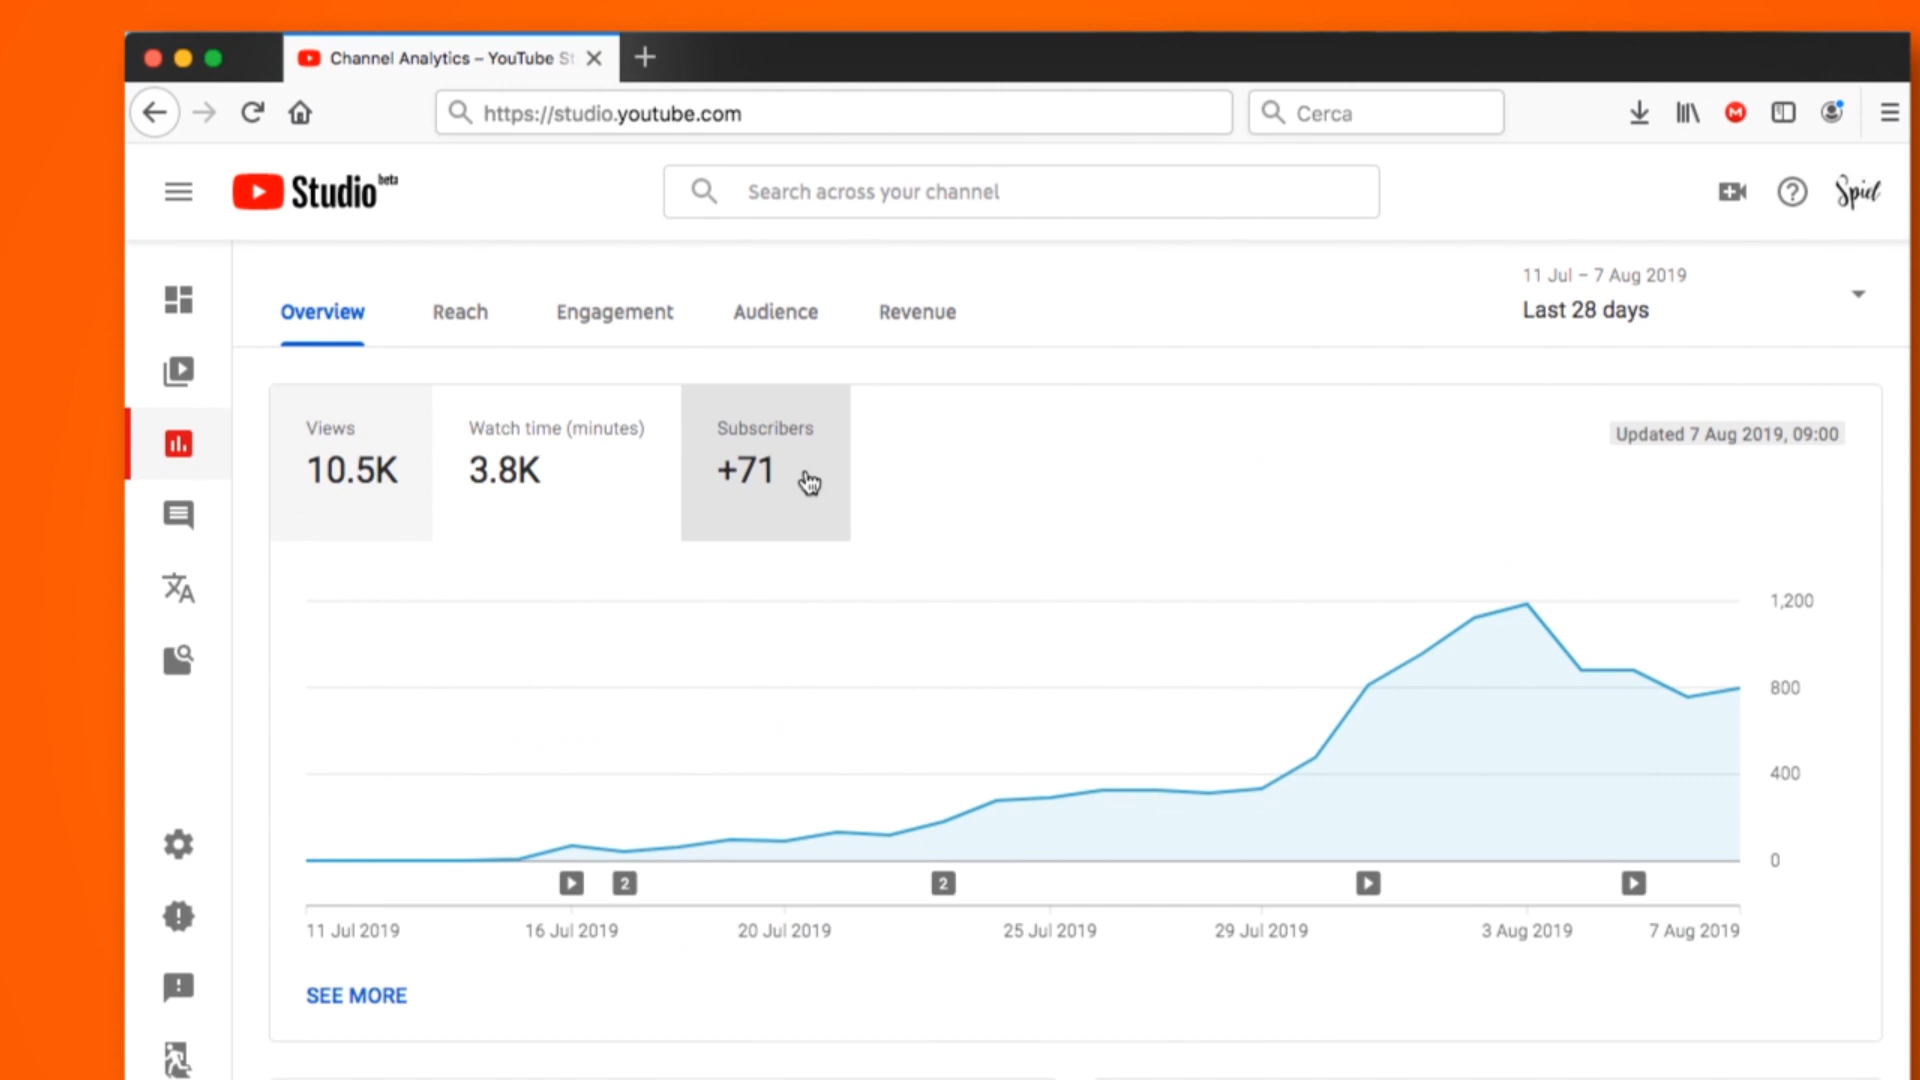 Channel Analytics – YouTube St
https://studio.youtube.com
Cerca
Studio beta
Search across your channel
Spiel
11 Jul – 7 Aug 2019
Last 28 days
Overview
Reach
Engagement
Audience
Revenue
Views
10.5K
Watch time (minutes)
3.8K
Subscribers
+71
Updated 7 Aug 2019, 09:00
1,200
800
400
0
2
2
11 Jul 2019
16 Jul 2019
20 Jul 2019
25 Jul 2019
29 Jul 2019
3 Aug 2019
7 Aug 2019
SEE MORE